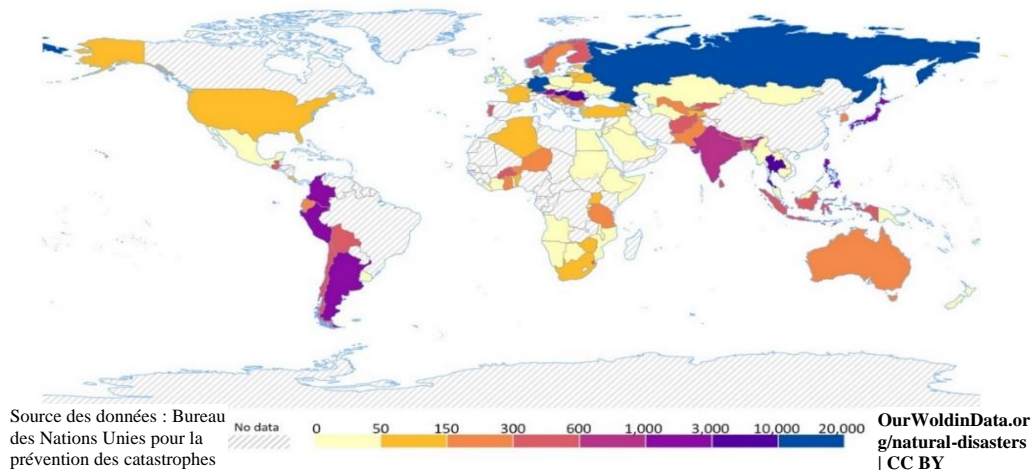 Source des données : Bureau
des Nations Unies pour la
prévention des catastrophes
No data
0 50 150 300 600 1,000 3,000 10,000 20,000
OurWoldinData.or
g/natural-disasters
| CC BY